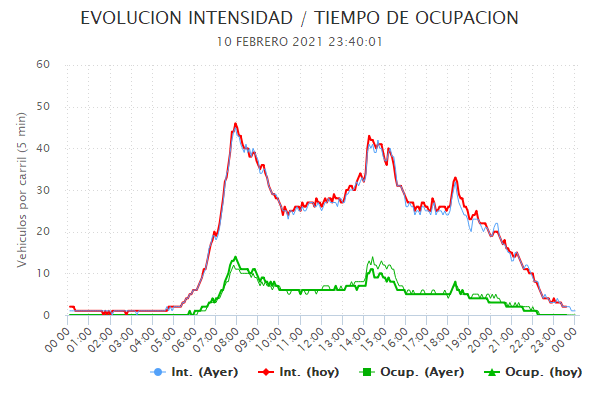 EVOLUCION INTENSIDAD / TIEMPO DE OCUPACION
10 FEBRERO 2021 23:40:01
Vehiculos por carril (5 min)
60
50
40
30
20
10
0
00:00 01:00 02:00 03:00 04:00 05:00 06:00 07:00 08:00 09:00 10:00 11:00 12:00 13:00 14:00 15:00 16:00 17:00 18:00 19:00 20:00 21:00 22:00 23:00 00:00
Int. (Ayer) Int. (hoy) Ocup. (Ayer) Ocup. (hoy)